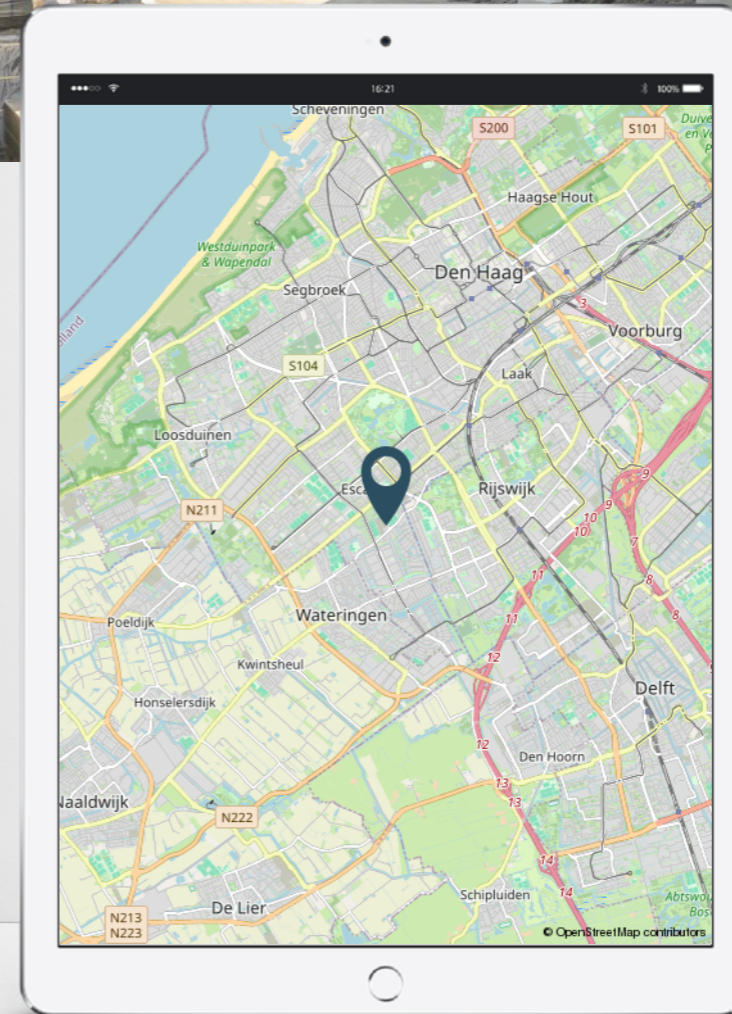 16:21
100%
Scheveningen
S200
S101
Haagse Hout
Westduinpark
& Wapendal
Den Haag
Segbroek
3
Voorburg
S104
Laak
Loosduinen
9
Rijswijk
9
N211
10
10
7
11
8
11
8
Wateringen
Poeldijk
12
Kwintsheul
Delft
Honselersdijk
12
Den Hoorn
13
13
Naaldwijk
N222
14
14
Schipluiden
De Lier
N213
N223
© OpenStreetMap contributors